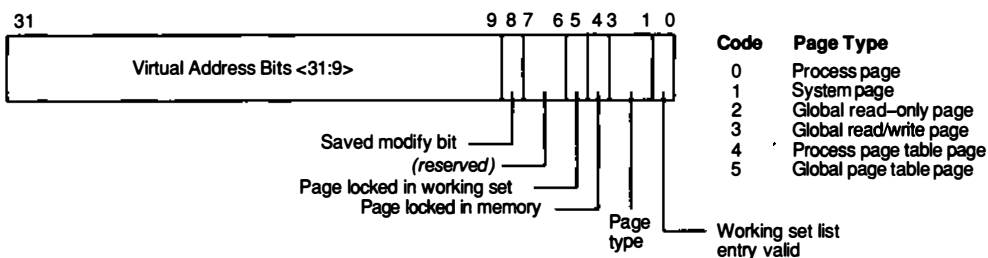 31 9 8 7 6 5 4 3 1 0
Virtual Address Bits <31:9>
Saved modify bit
(reserved)
Page locked in working set
Page locked in memory
Page
type
Working set list
entry valid
Code Page Type
0 Process page
1 System page
2 Global read–only page
3 Global read/write page
4 Process page table page
5 Global page table page